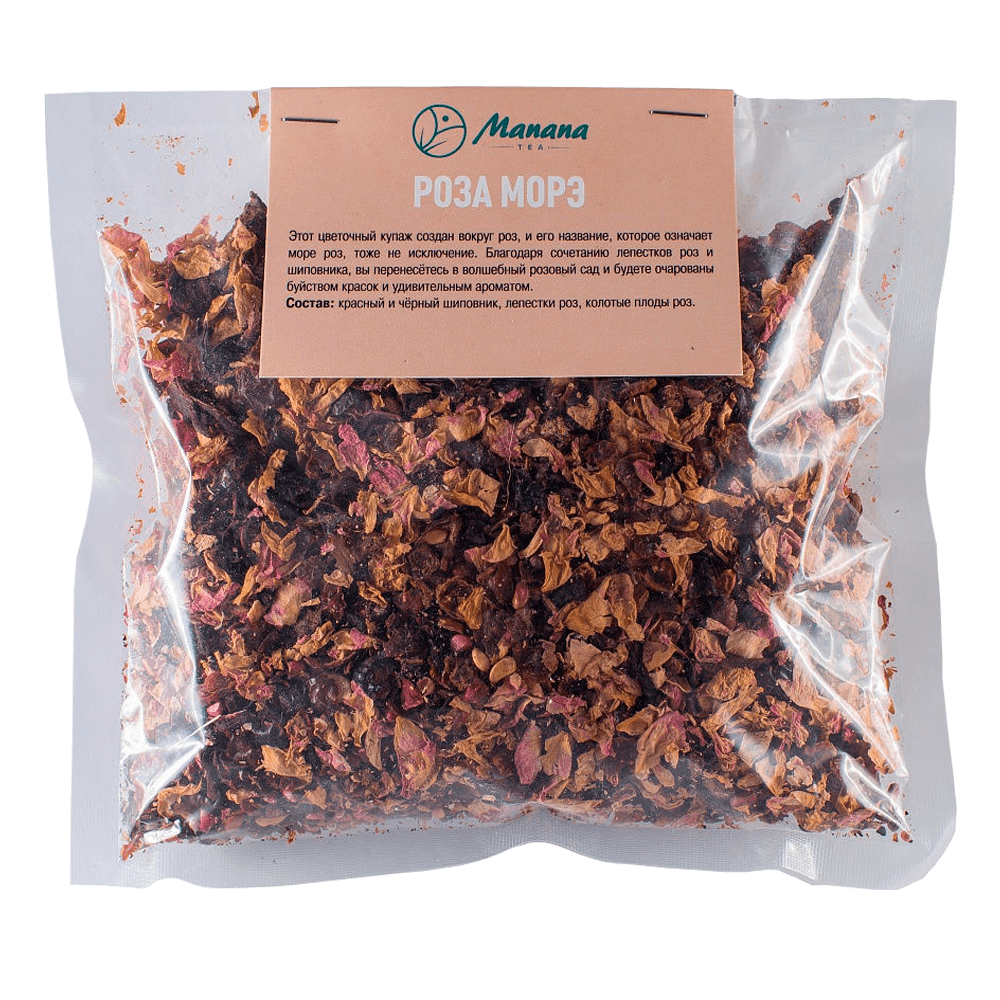 Manana
TEA
РОЗА МОРЭ
Этот цветочный купаж создан вокруг роз, и его название, которое означает
море роз, тоже не исключение. Благодаря сочетанию лепестков роз и
шиповника, вы перенесётесь в волшебный розовый сад и будете очарованы
буйством красок и удивительным ароматом.
Состав: красный и чёрный шиповник, лепестки роз, колотые плоды роз.